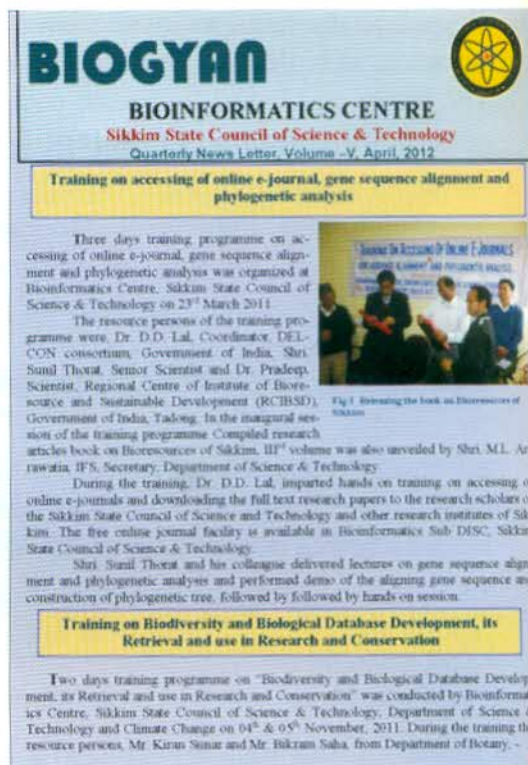 BIOGYAN
BIOINFORMATICS CENTRE
Sikkim State Council of Science & Technology
Quarterly News Letter, Volume –V, April, 2012
Training on accessing of online e-journal, gene sequence alignment and
phylogenetic analysis
Three days training programme on ac-
cessing of online e-journal, gene sequence align-
ment and phylogenetic analysis was organized at
Bioinformatics Centre, Sikkim State Council of
Science & Technology on 23rd March 2011.
The resource persons of the training pro-
gramme were, Dr. D.D. Lal, Coordinator, DEL-
CON consortium, Government of India, Shri.
Sunil Thorat, Senior Scientist and Dr. Pradeep,
Scientist, Regional Centre of Institute of Biore-
source and Sustainable Development (RCIBSD),
Government of India, Tadong. In the inaugural ses-
sion of the training programme Compiled research
TRAINING ON ACCESSING OF ONLINE E-JOURNALS
Fig 1. Releasing the book on Bioresources of
Sikkim
articles book on Bioresources of Sikkim, IIIrd volume was also unveiled by Shri. M.L. Ar
rawatia, IFS, Secretary, Department of Science & Technology.
During the training, Dr. D.D. Lal, imparted hands on training on accessing o
online e-journals and downloading the full text research papers to the research scholars o
the Sikkim State Council of Science and Technology and other research institutes of Sik
kim. The free online journal facility is available in Bioinformatics Sub DISC, Sikkim
State Council of Science & Technology.
Shri. Sunil Thorat and his colleague delivered lectures on gene sequence align
ment and phylogenetic analysis and performed demo of the aligning gene sequence an
construction of phylogenetic tree, followed by followed by hands on session.
Training on Biodiversity and Biological Database Development, its
Retrieval and use in Research and Conservation
Two days training programme on "Biodiversity and Biological Database Develop
ment, its Retrieval and use in Research and Conservation" was conducted by Bioinformat
ics Centre, Sikkim State Council of Science & Technology, Department of Science &
Technology and Climate Change on 04th & 05th November, 2011. During the training the
resource persons, Mr. Kiran Sunar and Mr. Bikram Saha, from Department of Botany, -